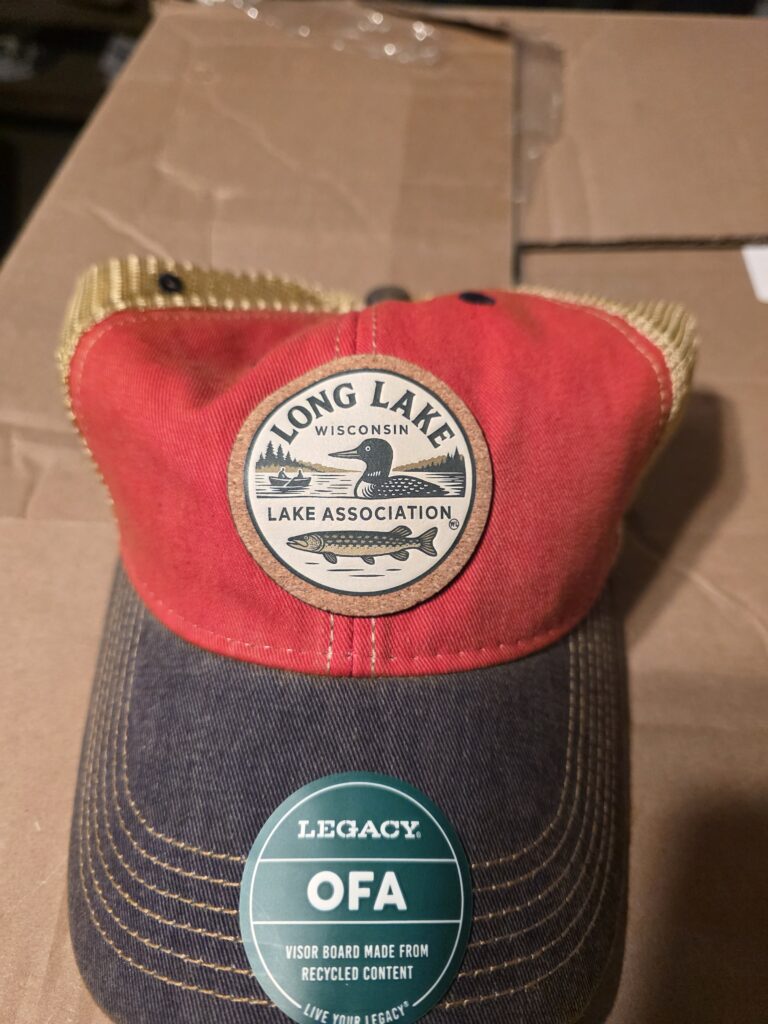 LONG LAKE
WISCONSIN
LAKE ASSOCIATION
LEGACY®
OFA
VISOR BOARD MADE FROM
RECYCLED CONTENT
LIVE YOUR LEGACY®